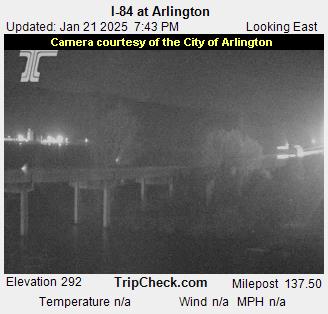 I-84 at Arlington
Updated: Jan 21 2025 7:43 PM Looking East
Camera courtesy of the City of Arlington
Elevation 292 TripCheck.com Milepost 137.50
Temperature n/a Wind n/a MPH n/a